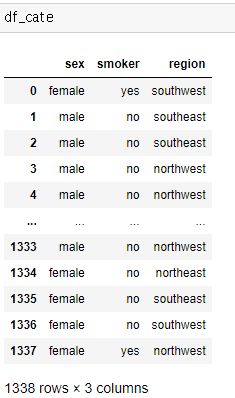 df_cate
sex smoker region
0 female yes southwest
1 male no southeast
2 male no southeast
3 male no northwest
4 male no northwest
... ... ... ...
1333 male no northwest
1334 female no northeast
1335 female no southeast
1336 female no southwest
1337 female yes northwest
1338 rows × 3 columns